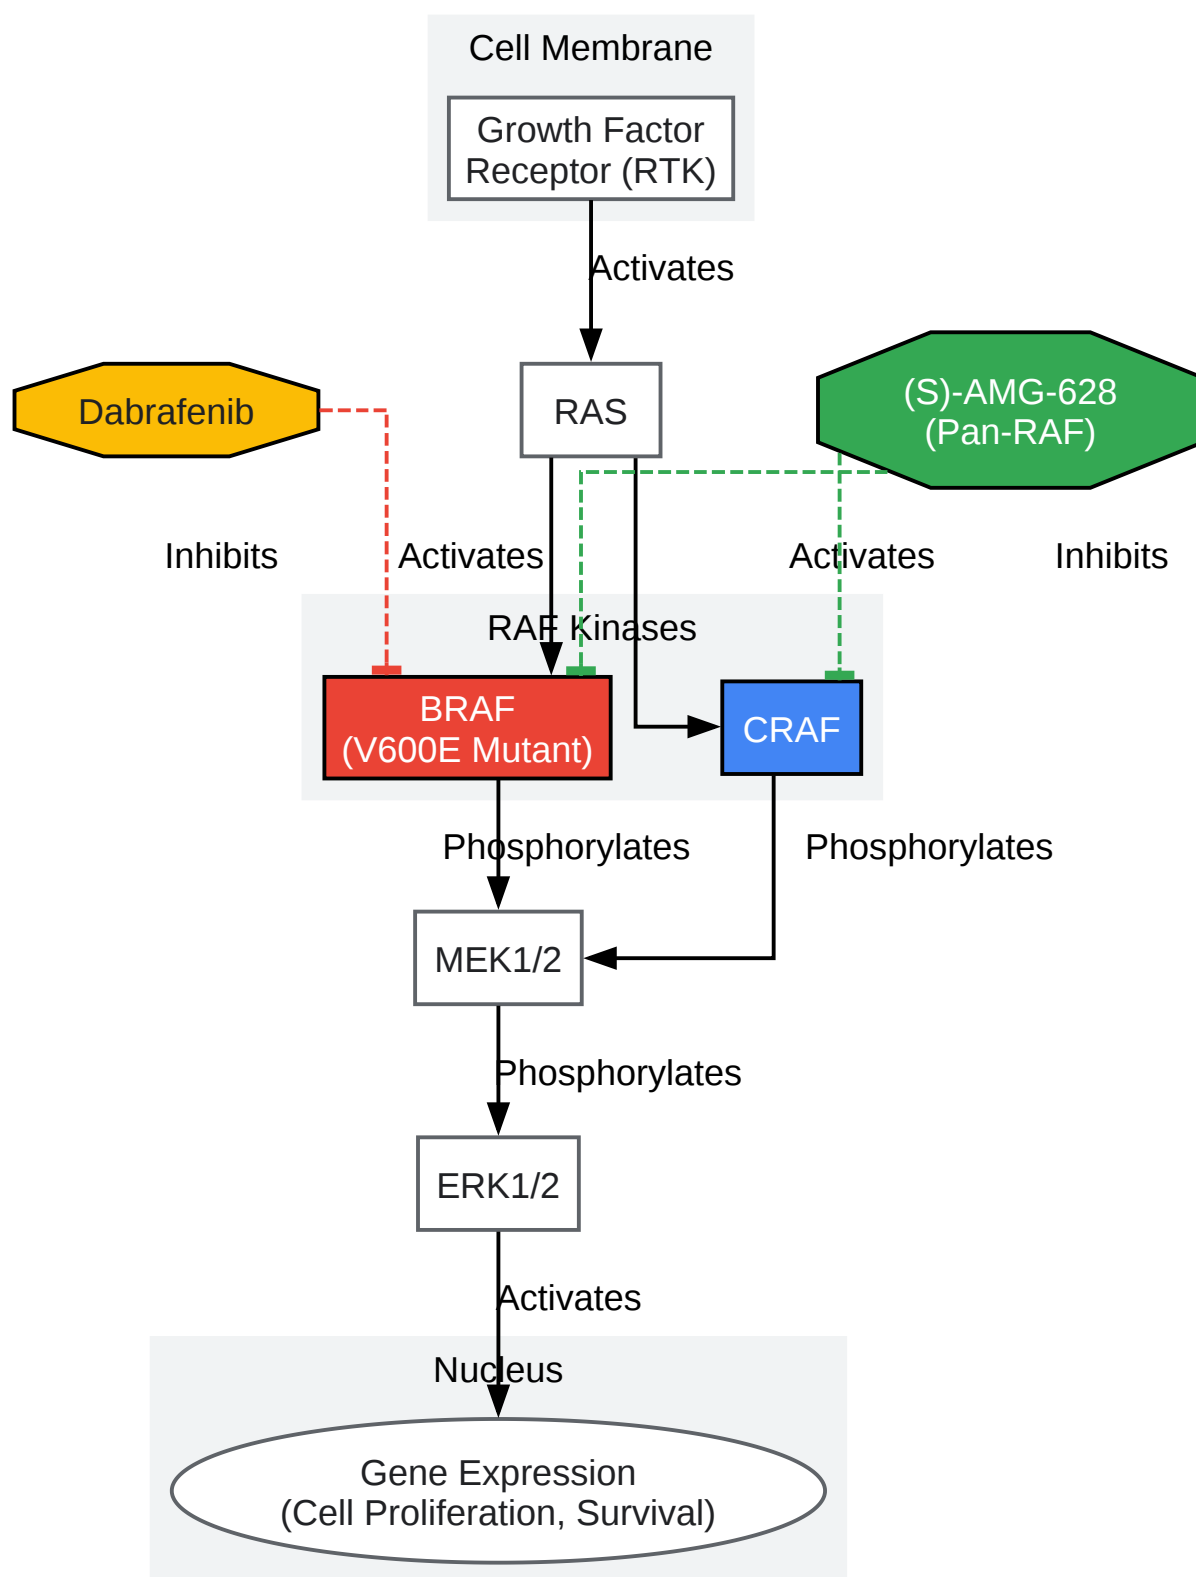 Cell Membrane
Growth Factor
Receptor (RTK)
Activates
Dabrafenib
RAS
(S)-AMG-628
(Pan-RAF)
Inhibits
Activates
Activates
Inhibits
RAF Kinases
BRAF
(V600E Mutant)
CRAF
Phosphorylates
Phosphorylates
MEK1/2
Phosphorylates
ERK1/2
Activates
Nucleus
Gene Expression
(Cell Proliferation, Survival)